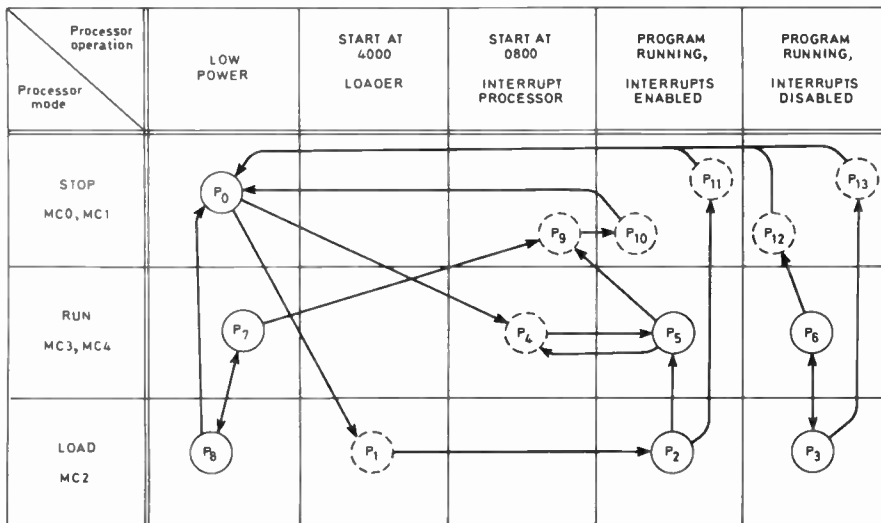 Processor operation
Processor mode
LOW POWER
START AT 4000
LOAOER
START AT 0800
INTERRUPT PROCESSOR
PROGRAM RUNNING,
INTERRUPTS ENABLED
PROGRAM RUNNING,
INTERRUPTS DISABLED
STOP
MC0, MC1
P0
P9
P10
P11
P12
P13
RUN
MC3, MC4
P7
P4
P5
P6
LOAD
MC2
P8
P1
P2
P3